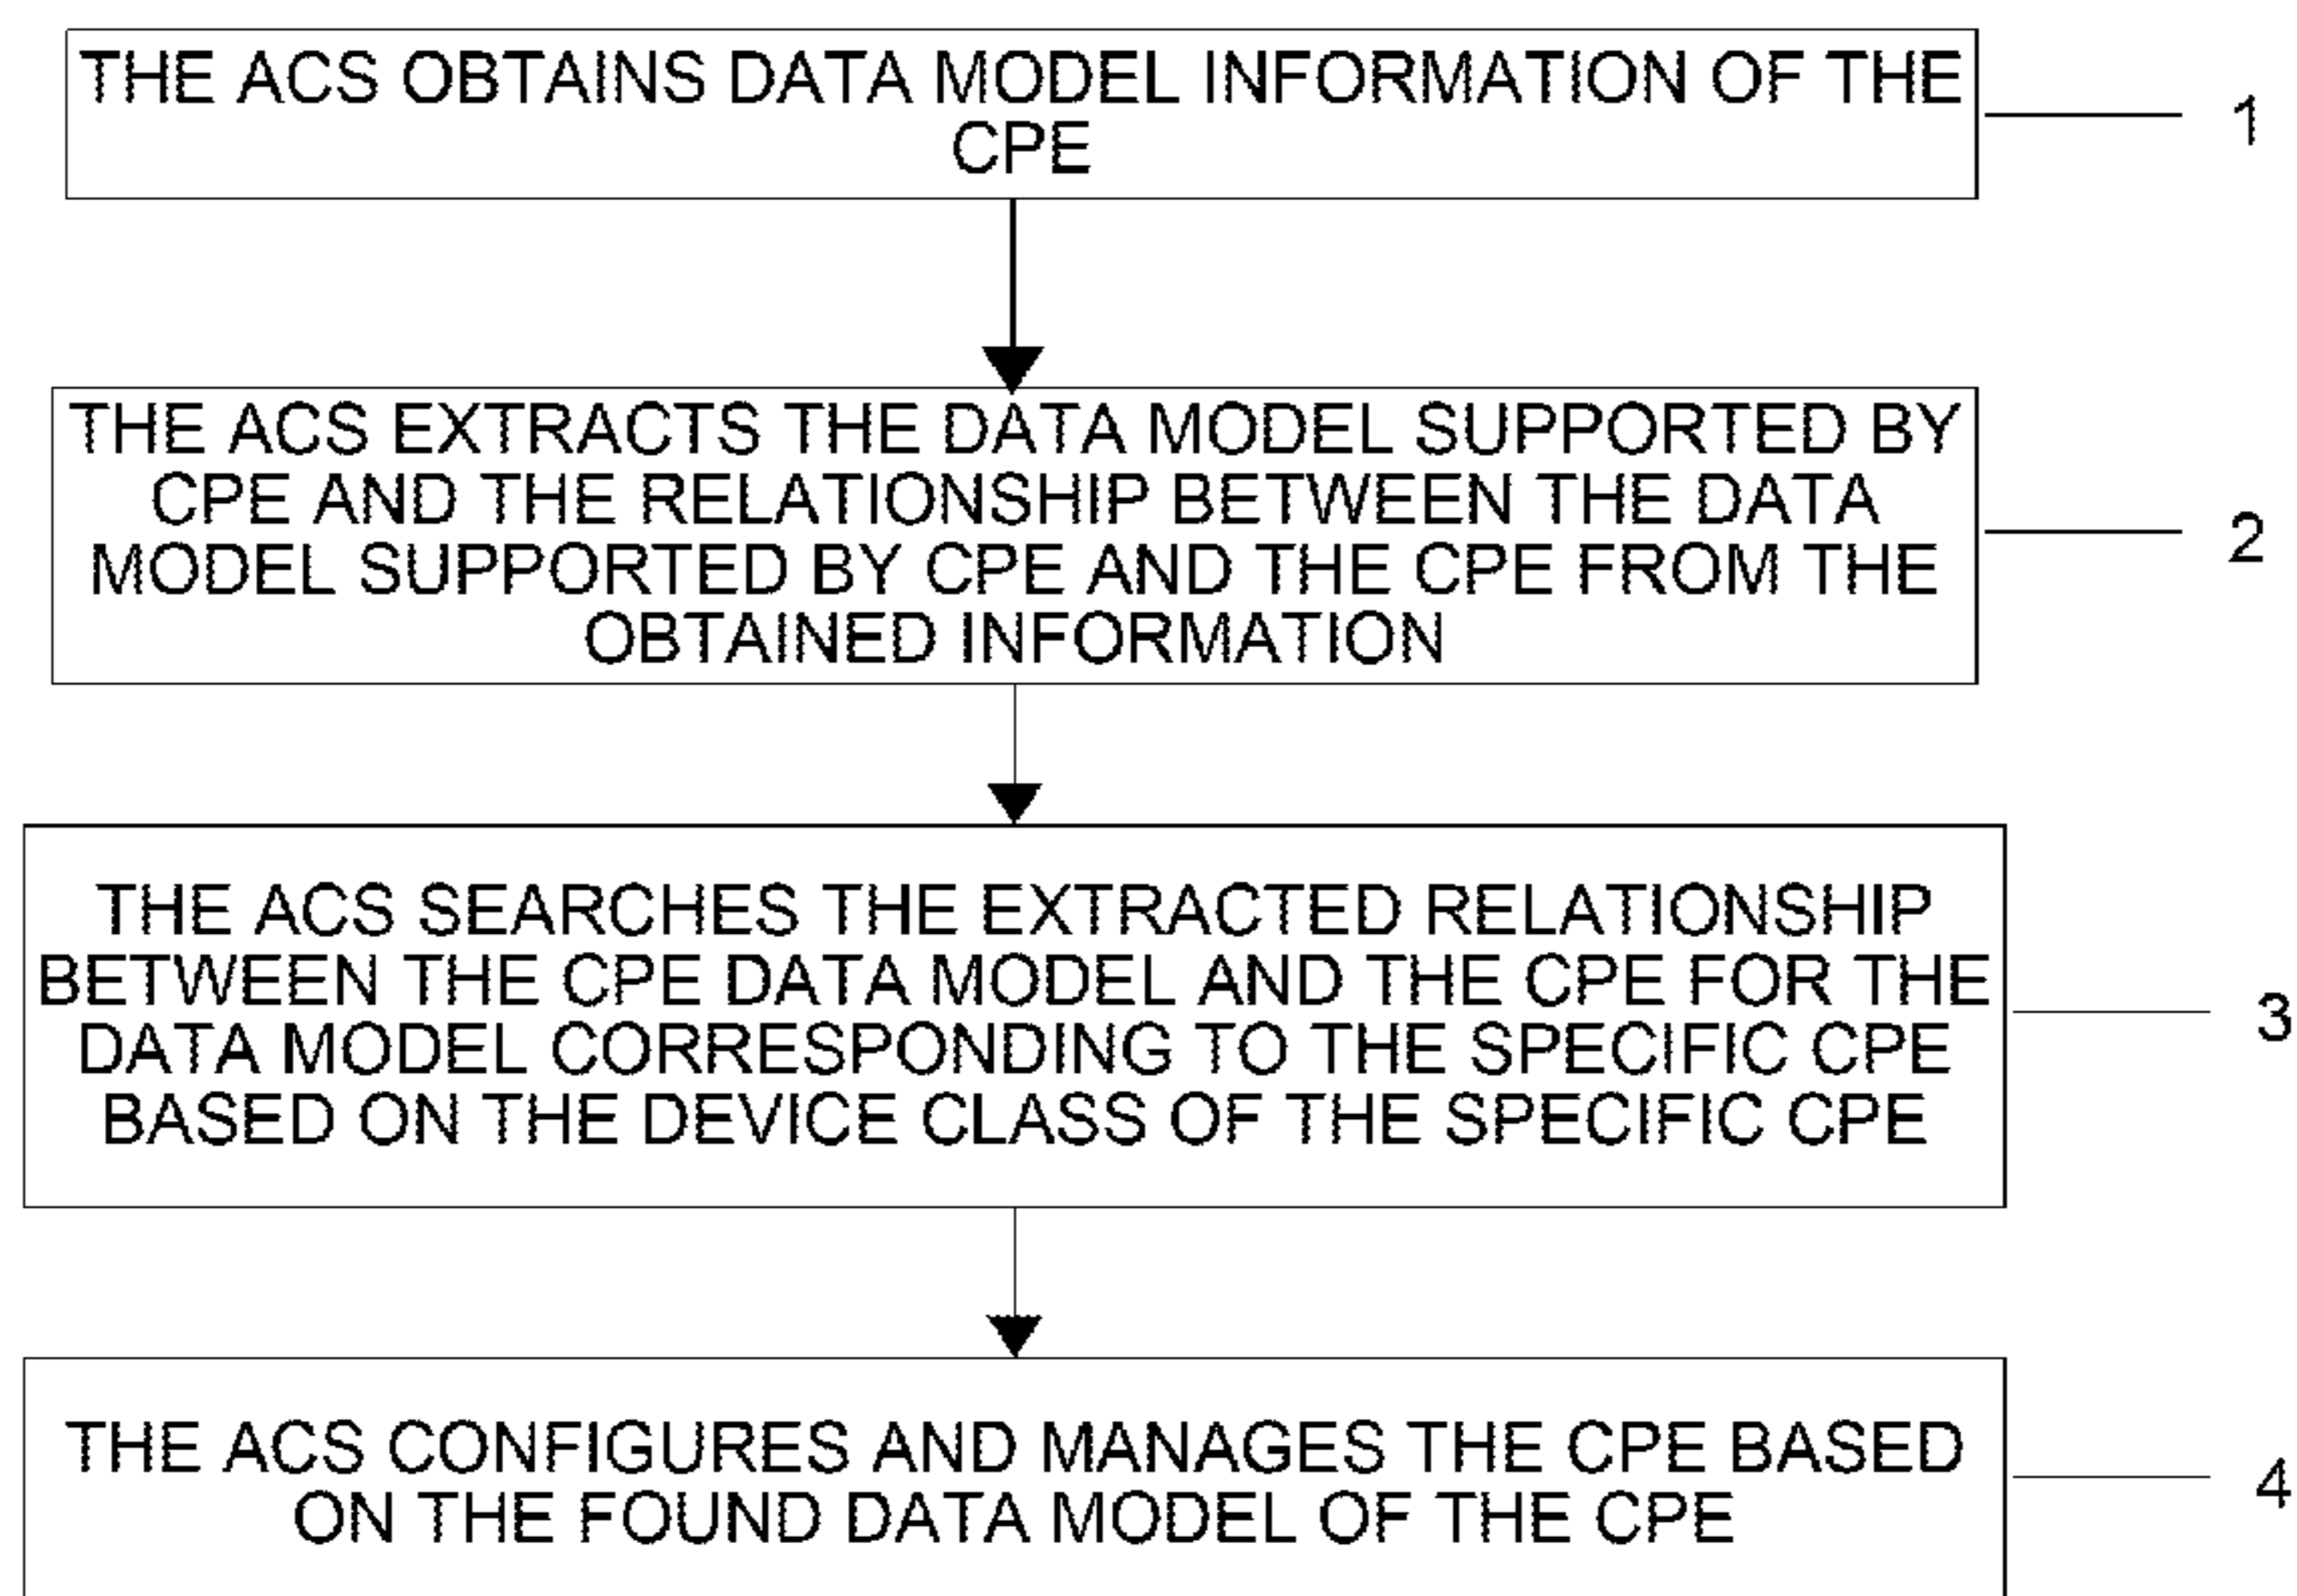 THE ACS OBTAINS DATA MODEL INFORMATION OF THE
CPE
1
THE ACS EXTRACTS THE DATA MODEL SUPPORTED BY
CPE AND THE RELATIONSHIP BETWEEN THE DATA
MODEL SUPPORTED BY CPE AND THE CPE FROM THE
OBTAINED INFORMATION
2
THE ACS SEARCHES THE EXTRACTED RELATIONSHIP
BETWEEN THE CPE DATA MODEL AND THE CPE FOR THE
DATA MODEL CORRESPONDING TO THE SPECIFIC CPE
BASED ON THE DEVICE CLASS OF THE SPECIFIC CPE
3
THE ACS CONFIGURES AND MANAGES THE CPE BASED
ON THE FOUND DATA MODEL OF THE CPE
4